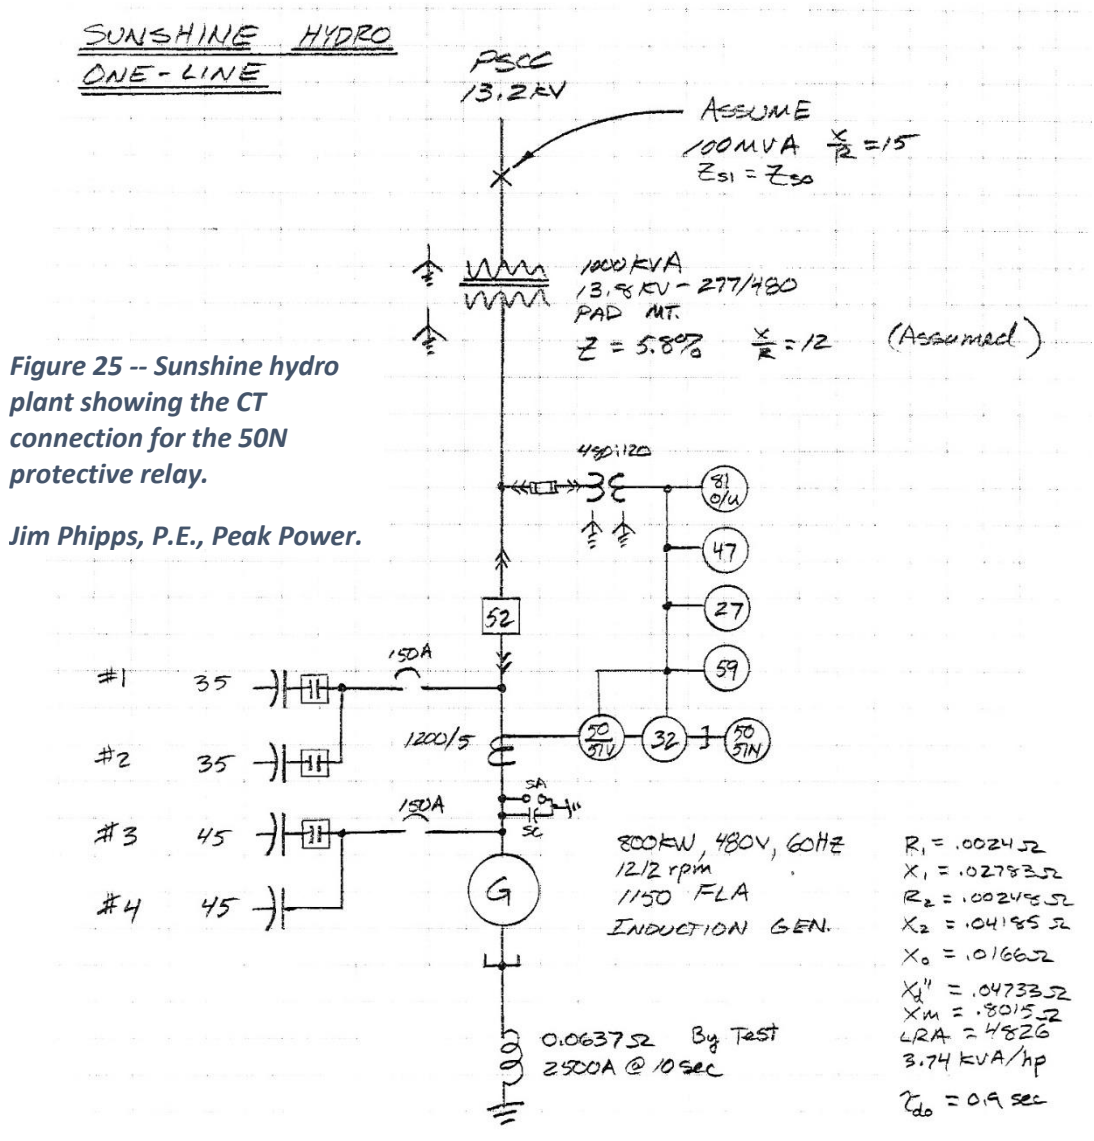 SUNSHINE HYDRO
ONE-LINE
PSCC
13.2KV
ASSUME
100MVA X/R = 15
ZS1 = ZS0
1000 KVA
13.8 KV - 277/480
PAD MT.
Z = 5.8% X/R = 12 (Assumed)
Figure 25 -- Sunshine hydro
plant showing the CT
connection for the 50N
protective relay.
Jim Phipps, P.E., Peak Power.
480:120
81
O/U
47
27
59
52
150A
#1 35
#2 35
1200/5
50
51V
32
50
51N
SA
SC
150A
#3 45
#4 45
G
800KW, 480V, 60HZ
1212 rpm
1150 FLA
INDUCTION GEN.
R1 = .0024Ω
X1 = .02783Ω
R2 = .00248Ω
X2 = .04185Ω
X0 = .0166Ω
Xd" = .04733Ω
Xm = .8015Ω
LRA = 4826
3.74 KVA/hp
τdo = 0.9 sec
0.0637Ω By Test
2500A @ 10 sec